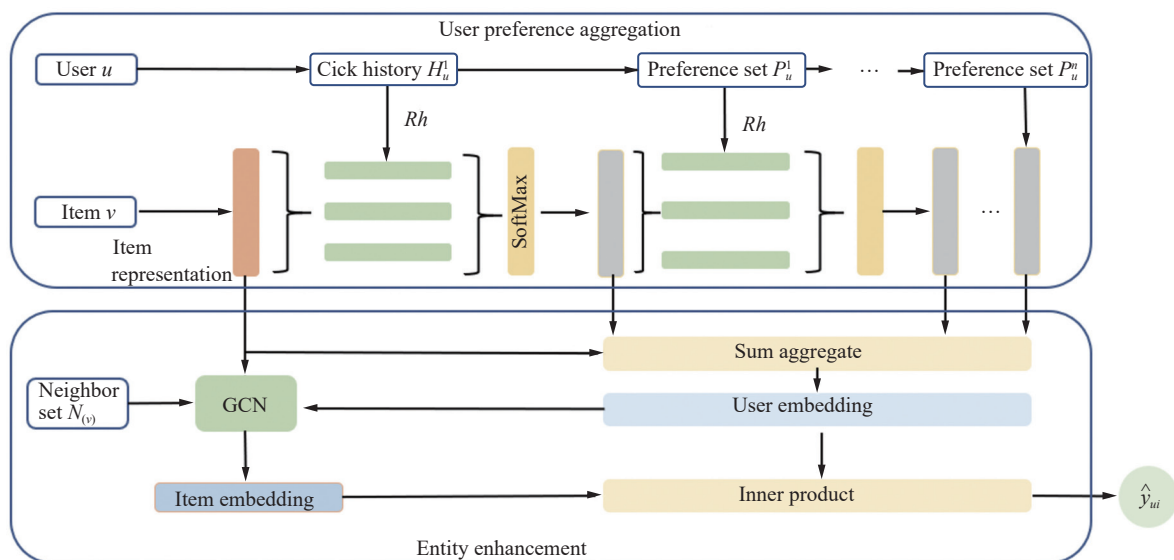 User preference aggregation
User u
Cick history H_u^1
Preference set P_u^1
...
Preference set P_u^n
Rh
Rh
Item v
SoftMax
...
Item
representation
Sum aggregate
Neighbor
set N_(v)
GCN
User embedding
Item embedding
Inner product
ŷ_ui
Entity enhancement